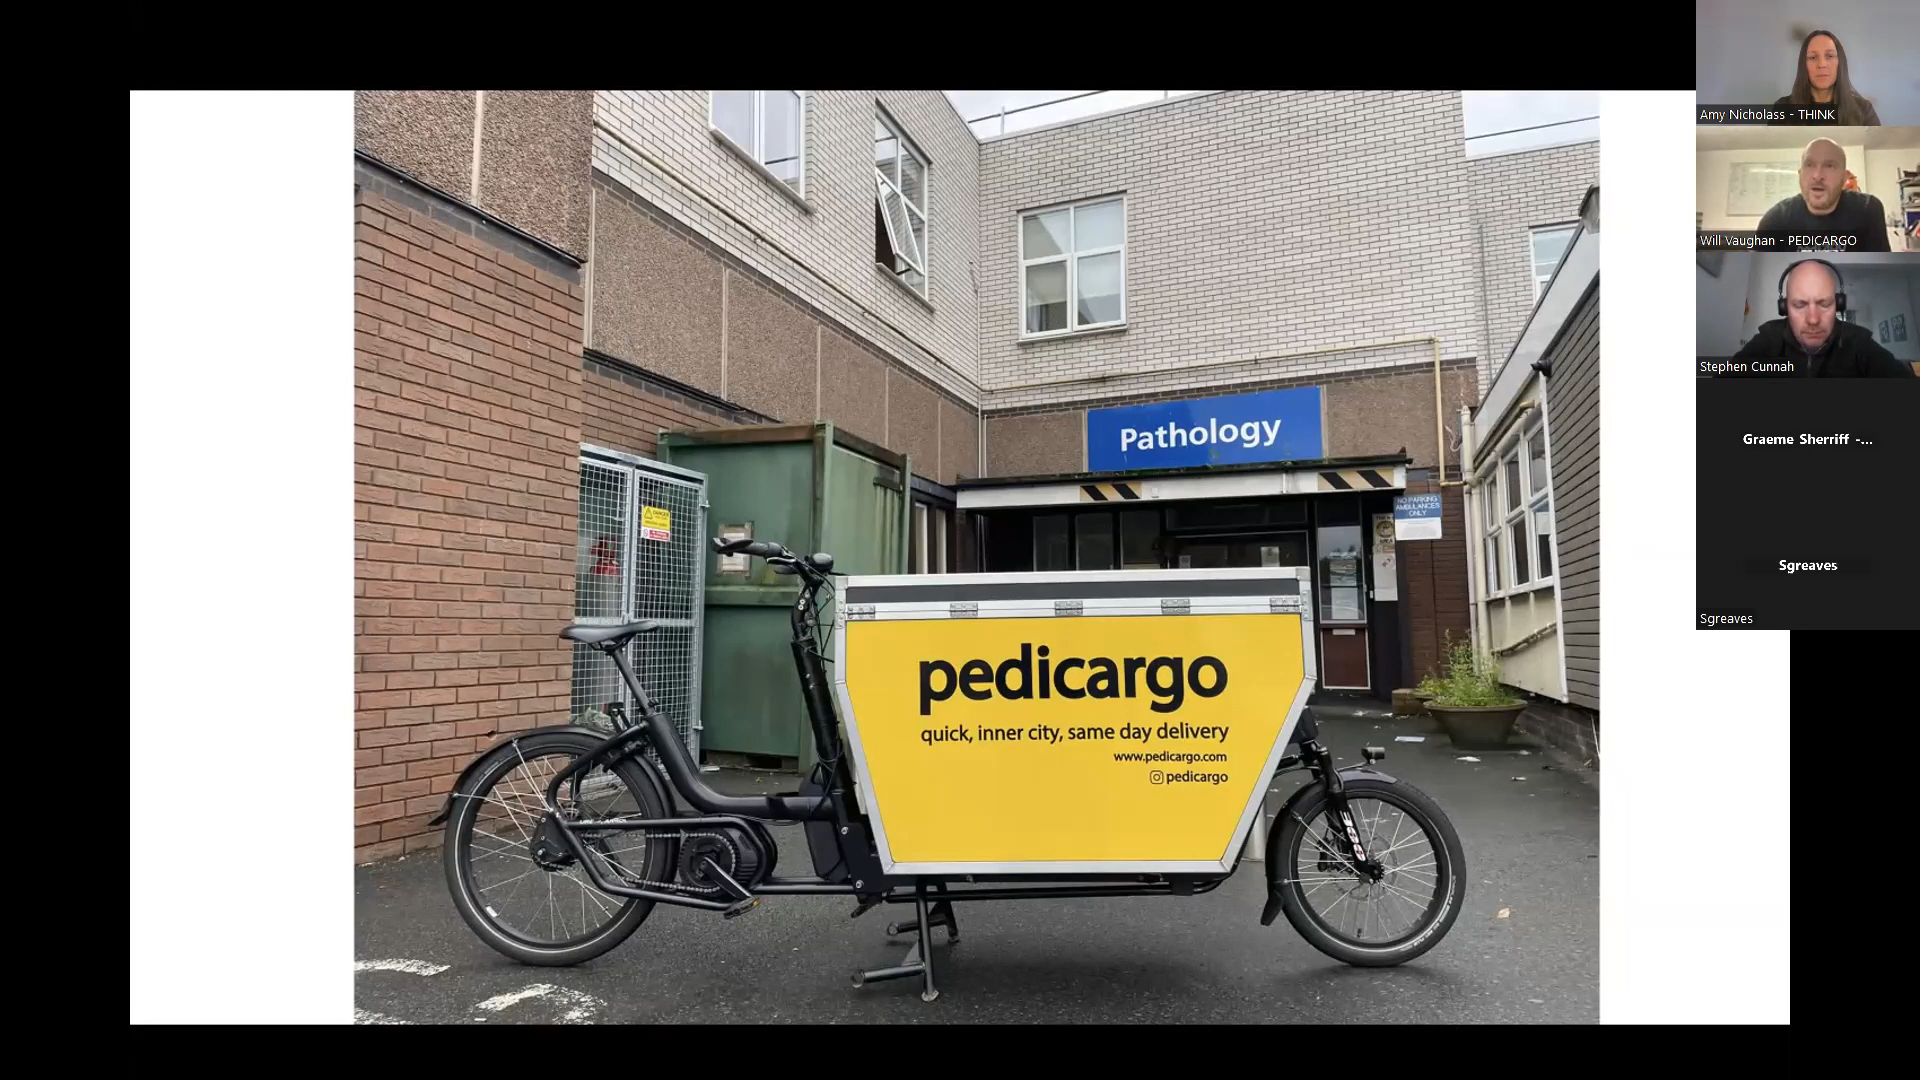 Pathology
NO PARKING
AMBULANCES
ONLY
DANGER
pedicargo
quick, inner city, same day delivery
www.pedicargo.com
pedicargo
Amy Nicholass - THINK
Will Vaughan - PEDICARGO
Stephen Cunnah
Graeme Sherriff -...
Sgreaves
Sgreaves